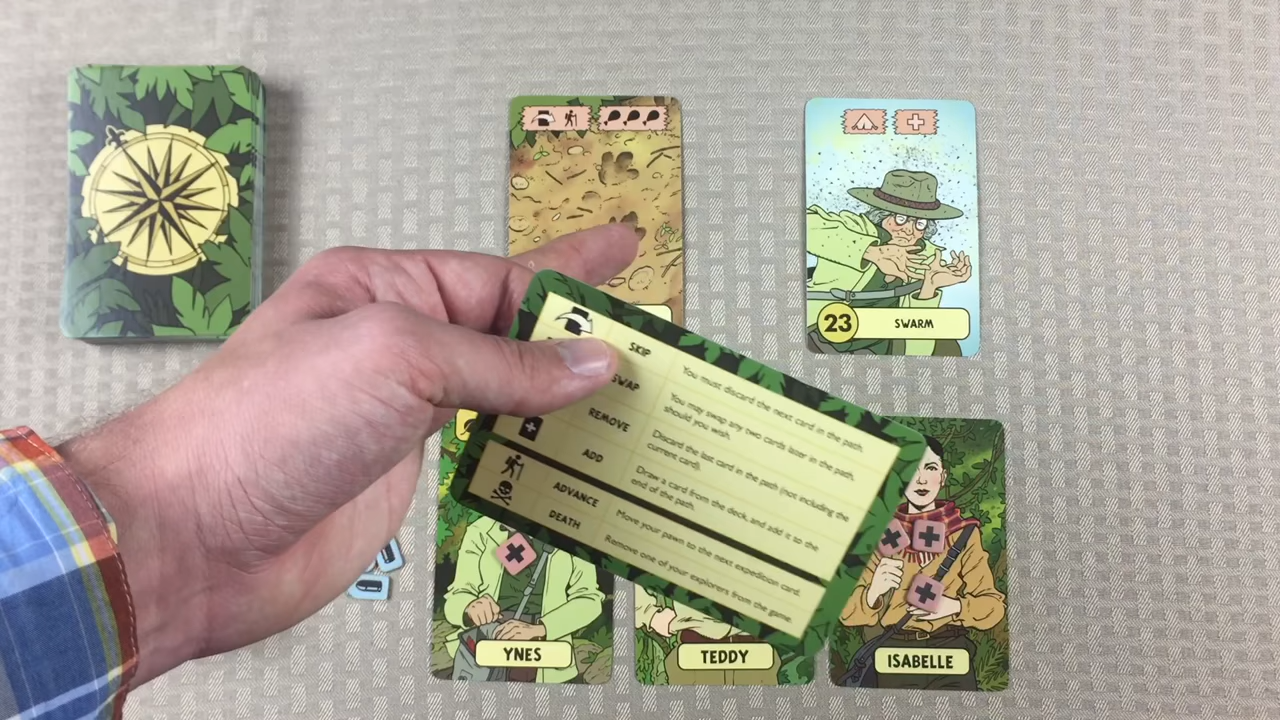 23
SWARM
SKIP
You must discard the next card in the path.
SWAP
You may swap any two cards later in the path,
should you wish.
REMOVE
Discard the last card in the path (not including the
current card).
ADD
Draw a card from the deck, and add it to the
end of the path.
ADVANCE
Move your pawn to the next expedition card.
DEATH
Remove one of your explorers from the game.
YNES
TEDDY
ISABELLE